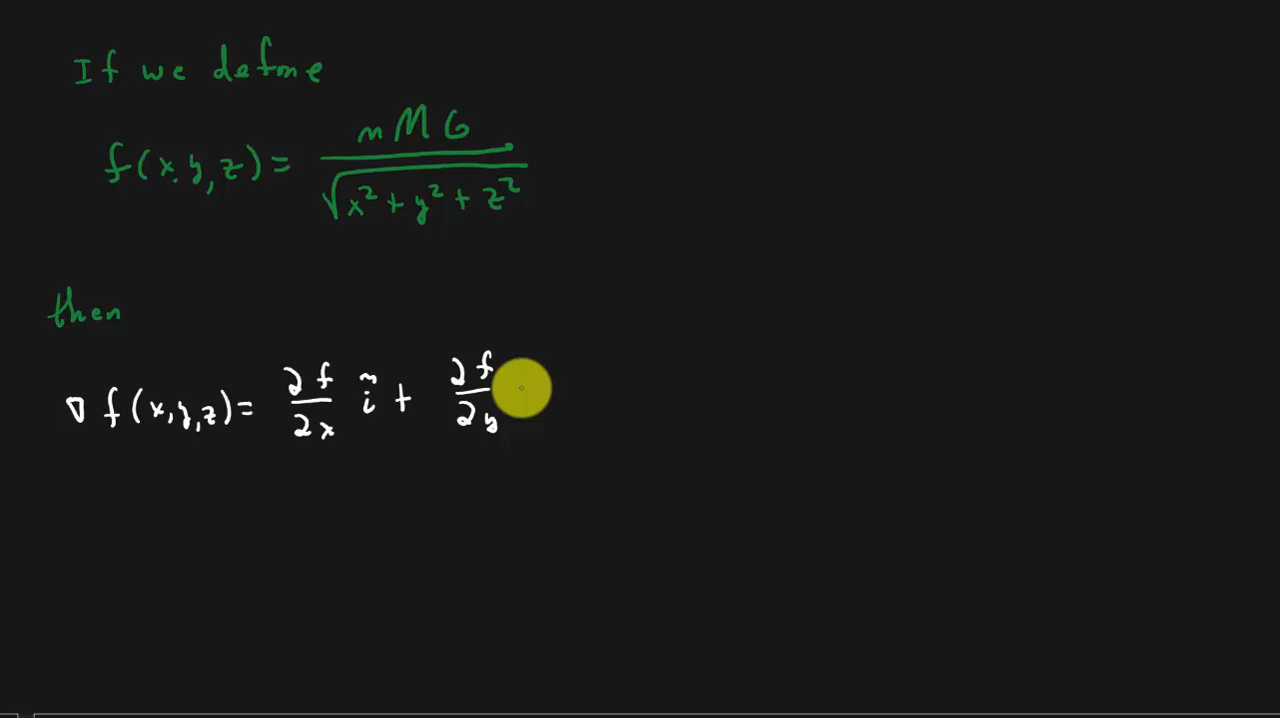 If we define
f(x,y,z) = mMG / √(x² + y² + z²)
then
∇f(x,y,z) = ∂f/∂x î + ∂f/∂y